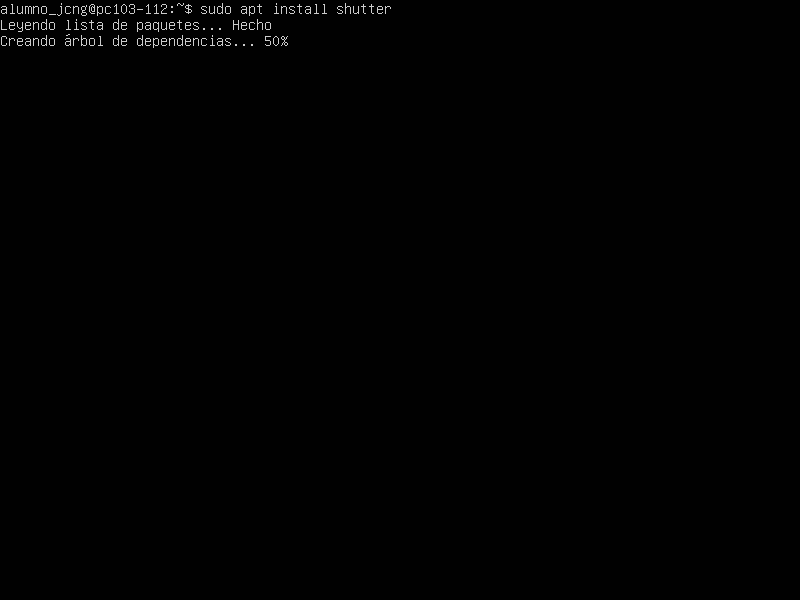 alumno_jcng@pc103-112:~$ sudo apt install shutter
Leyendo lista de paquetes... Hecho
Creando árbol de dependencias... 50%